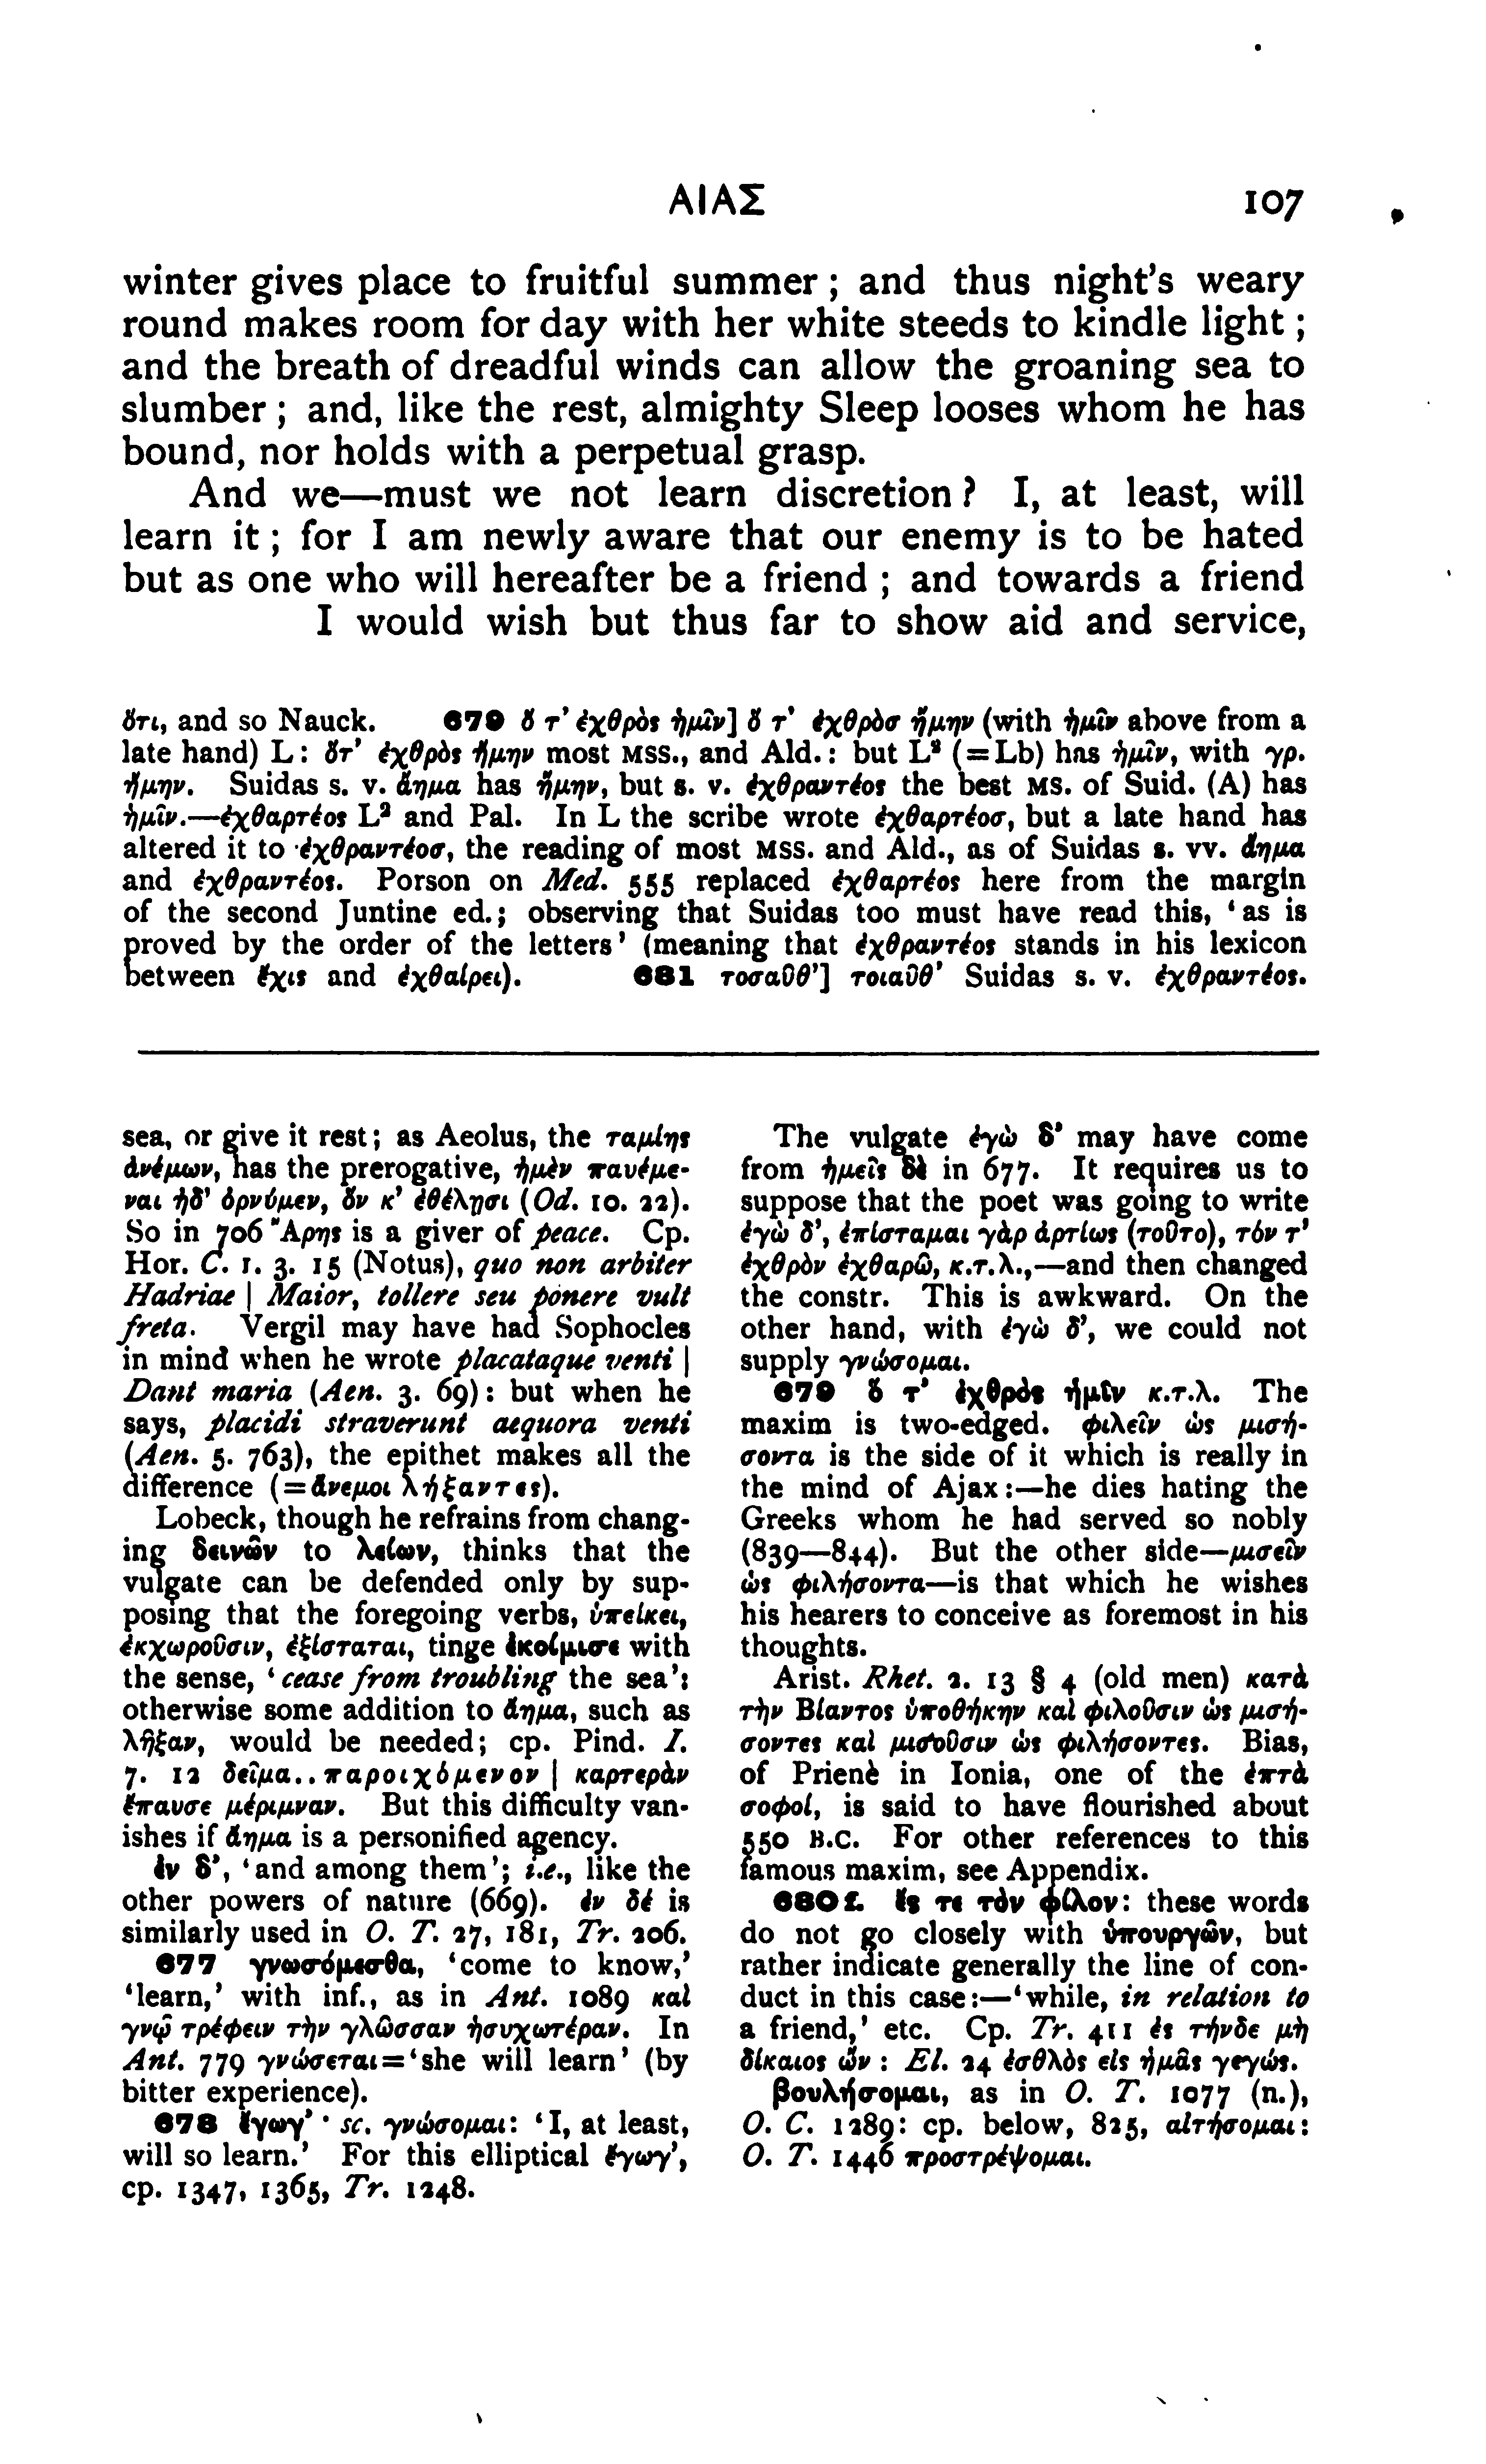 ΑΙΑΣ 107
winter gives place to fruitful summer ; and thus night's weary
round makes room for day with her white steeds to kindle light ;
and the breath of dreadful winds can allow the groaning sea to
slumber ; and, like the rest, almighty Sleep looses whom he has
bound, nor holds with a perpetual grasp.
And we—must we not learn discretion ? I, at least, will
learn it ; for I am newly aware that our enemy is to be hated
but as one who will hereafter be a friend ; and towards a friend
I would wish but thus far to show aid and service,
ὅτι, and so Nauck. 679 ὅ τ' ἐχθρὸς ἡμῖν] ὅ τ' ἐχθρὸσ ἤμην (with ἡμῖν above from a
late hand) L : ὅτ' ἐχθρὸς ἤμην most MSS., and Ald. : but L² (=Lb) has ἡμῖν, with γρ.
ἤμην. Suidas s. v. ἄημα has ἤμην, but s. v. ἐχθραντέος the best MS. of Suid. (A) has
ἡμῖν.—ἐχθαρτέος L² and Pal. In L the scribe wrote ἐχθαρτέοσ, but a late hand has
altered it to ἐχθραντέοσ, the reading of most MSS. and Ald., as of Suidas s. vv. ἄημα
and ἐχθραντέος. Porson on Med. 555 replaced ἐχθαρτέος here from the margin
of the second Juntine ed.; observing that Suidas too must have read this, 'as is
proved by the order of the letters' (meaning that ἐχθραντέος stands in his lexicon
between ἔχις and ἐχθαίρει). 681 τοσαῦθ'] τοιαῦθ' Suidas s. v. ἐχθραντέος.
sea, or give it rest; as Aeolus, the ταμίης
ἀνέμων, has the prerogative, ἠμὲν παυέμε-
ναι ἠδ' ὀρνύμεν, ὅν κ' ἐθέλῃσι (Od. 10. 22).
So in 706 Ἄρης is a giver of peace. Cp.
Hor. C. 1. 3. 15 (Notus), quo non arbiter
Hadriae | Maior, tollere seu ponere vult
freta. Vergil may have had Sophocles
in mind when he wrote placataque venti |
Dant maria (Aen. 3. 69): but when he
says, placidi straverunt aequora venti
(Aen. 5. 763), the epithet makes all the
difference (=ἄνεμοι λήξαντες).
Lobeck, though he refrains from chang-
ing δεινῶν to λείων, thinks that the
vulgate can be defended only by sup-
posing that the foregoing verbs, ὑπείκει,
ἐκχωροῦσιν, ἐξίσταται, tinge ἐκοίμισε with
the sense, 'cease from troubling the sea':
otherwise some addition to ἄημα, such as
λῆξαν, would be needed; cp. Pind. I.
7. 12 δεῖμα..παροιχόμενον | καρτερὰν
ἔπαυσε μέριμναν. But this difficulty van-
ishes if ἄημα is a personified agency.
ἐν δ', 'and among them'; i.e., like the
other powers of nature (669). ἐν δέ is
similarly used in O. T. 27, 181, Tr. 206.
677 γνωσόμεσθα, 'come to know,'
'learn,' with inf., as in Ant. 1089 καὶ
γνῷ τρέφειν τὴν γλῶσσαν ἡσυχωτέραν. In
Ant. 779 γνώσεται='she will learn' (by
bitter experience).
678 ἔγωγ'· sc. γνώσομαι: 'I, at least,
will so learn.' For this elliptical ἔγωγ',
cp. 1347, 1365, Tr. 1248.
The vulgate ἐγὼ δ' may have come
from ἡμεῖς δὲ in 677. It requires us to
suppose that the poet was going to write
ἐγὼ δ', ἐπίσταμαι γὰρ ἀρτίως (τοῦτο), τόν τ'
ἐχθρὸν ἐχθαρῶ, κ.τ.λ.,—and then changed
the constr. This is awkward. On the
other hand, with ἐγὼ δ', we could not
supply γνώσομαι.
679 ὅ τ' ἐχθρὸς ἡμῖν κ.τ.λ. The
maxim is two-edged. φιλεῖν ὡς μισή-
σοντα is the side of it which is really in
the mind of Ajax:—he dies hating the
Greeks whom he had served so nobly
(839—844). But the other side—μισεῖν
ὡς φιλήσοντα—is that which he wishes
his hearers to conceive as foremost in his
thoughts.
Arist. Rhet. 2. 13 § 4 (old men) κατὰ
τὴν Βίαντος ὑποθήκην καὶ φιλοῦσιν ὡς μισή-
σοντες καὶ μισοῦσιν ὡς φιλήσοντες. Bias,
of Prienè in Ionia, one of the ἑπτὰ
σοφοί, is said to have flourished about
550 B.C. For other references to this
famous maxim, see Appendix.
680 f. ἔς τε τὸν φίλον: these words
do not go closely with ὑπουργῶν, but
rather indicate generally the line of con-
duct in this case:—'while, in relation to
a friend,' etc. Cp. Tr. 411 ἐς τήνδε μὴ
δίκαιος ὤν : El. 24 ἐσθλὸς εἰς ἡμᾶς γεγώς.
βουλήσομαι, as in O. T. 1077 (n.),
O. C. 1289: cp. below, 825, αἰτήσομαι:
O. T. 1446 προστρέψομαι.